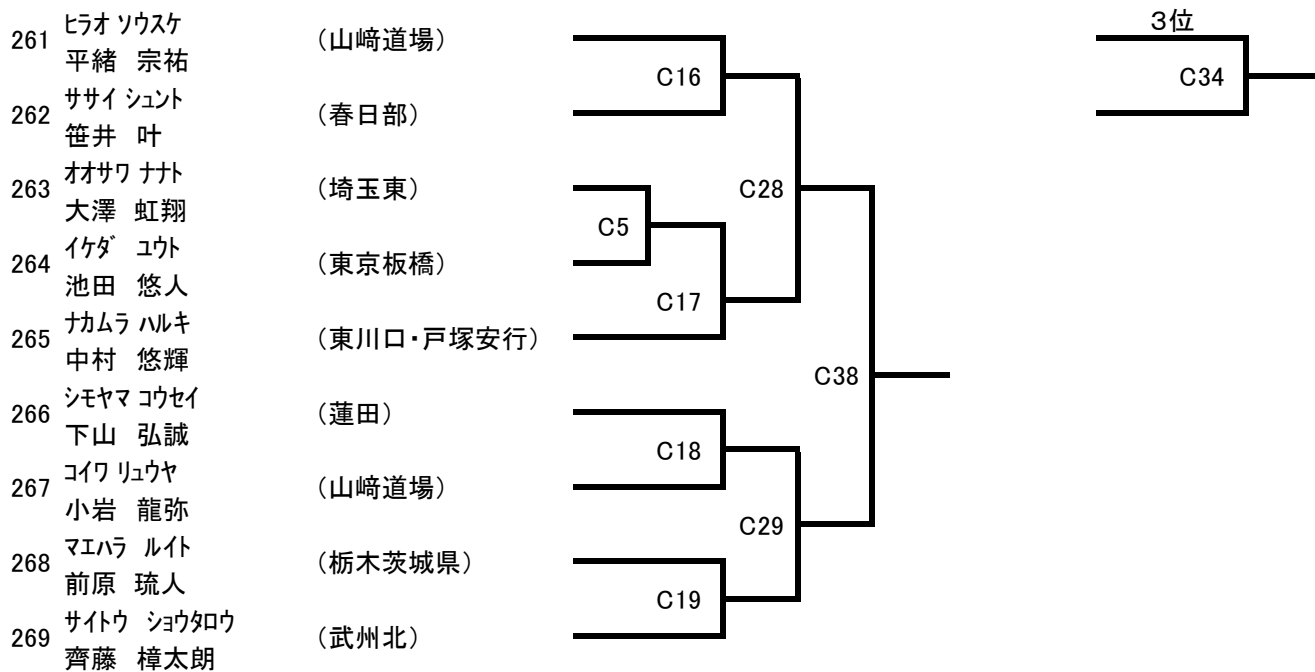 ﾋﾗｵ ｿｳｽｹ
261 平緒　宗祐 （山﨑道場）
ｻｻｲ ｼｭﾝﾄ
262 笹井　叶 （春日部）
ｵｵｻﾜ ﾅﾅﾄ
263 大澤　虹翔 （埼玉東）
ｲｹﾀﾞ ﾕｳﾄ
264 池田　悠人 （東京板橋）
ﾅｶﾑﾗ ﾊﾙｷ
265 中村　悠輝 （東川口・戸塚安行）
ｼﾓﾔﾏ ｺｳｾｲ
266 下山　弘誠 （蓮田）
ｺｲﾜ ﾘｭｳﾔ
267 小岩　龍弥 （山﨑道場）
ﾏｴﾊﾗ ﾙｲﾄ
268 前原　琉人 （栃木茨城県）
ｻｲﾄｳ ｼｮｳﾀﾛｳ
269 齊藤　樟太朗 （武州北）
C16
C5
C17
C28
C18
C19
C29
C38
３位
C34